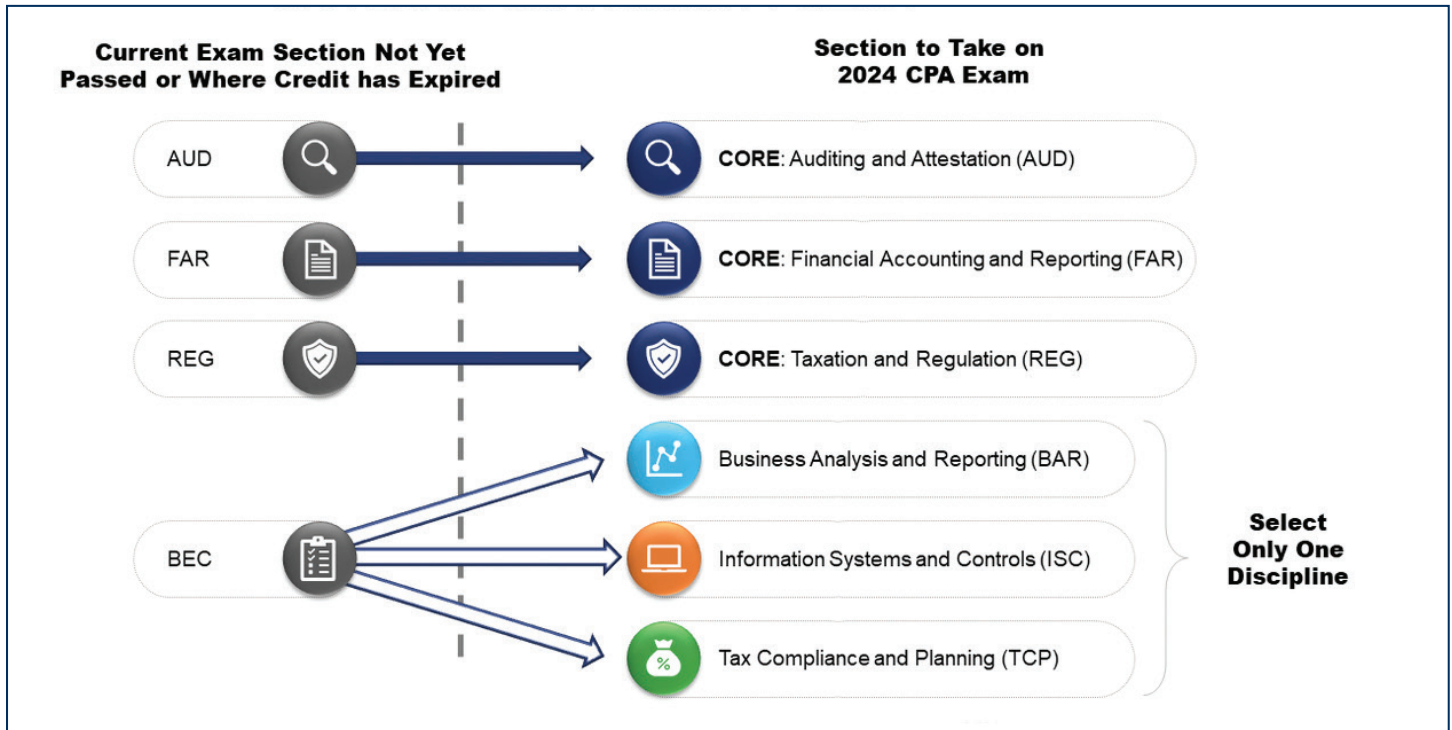 Current Exam Section Not Yet
Passed or Where Credit has Expired
Section to Take on
2024 CPA Exam
AUD
CORE: Auditing and Attestation (AUD)
FAR
CORE: Financial Accounting and Reporting (FAR)
REG
CORE: Taxation and Regulation (REG)
Business Analysis and Reporting (BAR)
BEC
Information Systems and Controls (ISC)
%
Tax Compliance and Planning (TCP)
Select
Only One
Discipline